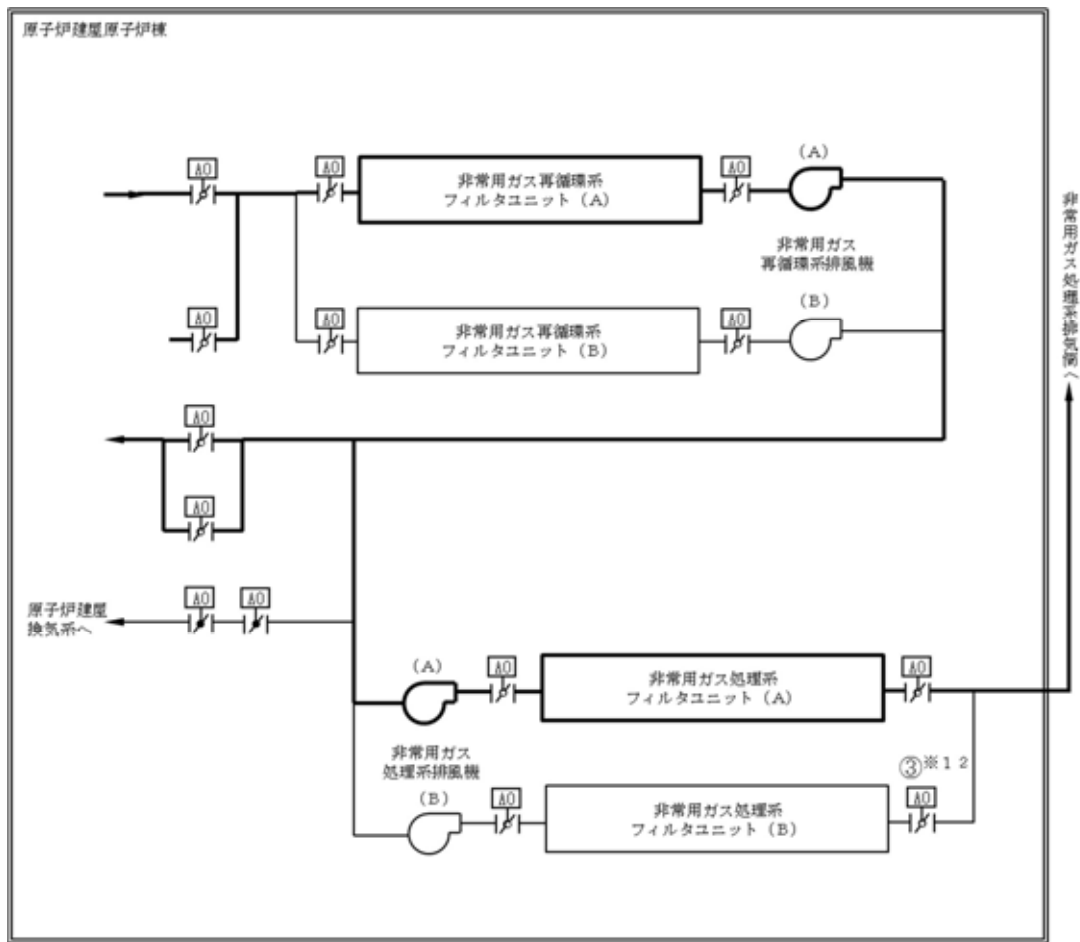 原子炉建屋原子炉棟
AO
AO
AO
(A)
非常用ガス再循環系
フィルタユニット (A)
非常用ガス
再循環系排風機
(B)
AO
AO
AO
非常用ガス再循環系
フィルタユニット (B)
非常用ガス処理系排気筒へ
AO
AO
AO
AO
原子炉建屋
換気系へ
(A)
AO
非常用ガス処理系
フィルタユニット (A)
AO
非常用ガス
処理系排風機
(B)
AO
非常用ガス処理系
フィルタユニット (B)
③※12
AO